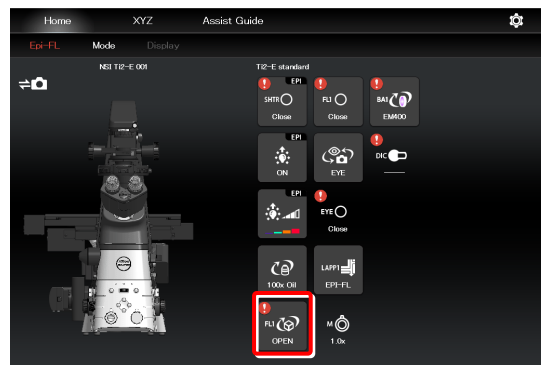 Home XYZ Assist Guide
Epi-FL Mode Display
NSI Ti2-E 001
Ti2-E standard
EPI EPI
SHTR FL1 BA1
Close Close EM400
EPI
DIC
ON EYE
EPI
EYE
Close
LAPP1
100x Oil EPI-FL
FL1 M
OPEN 1.0x